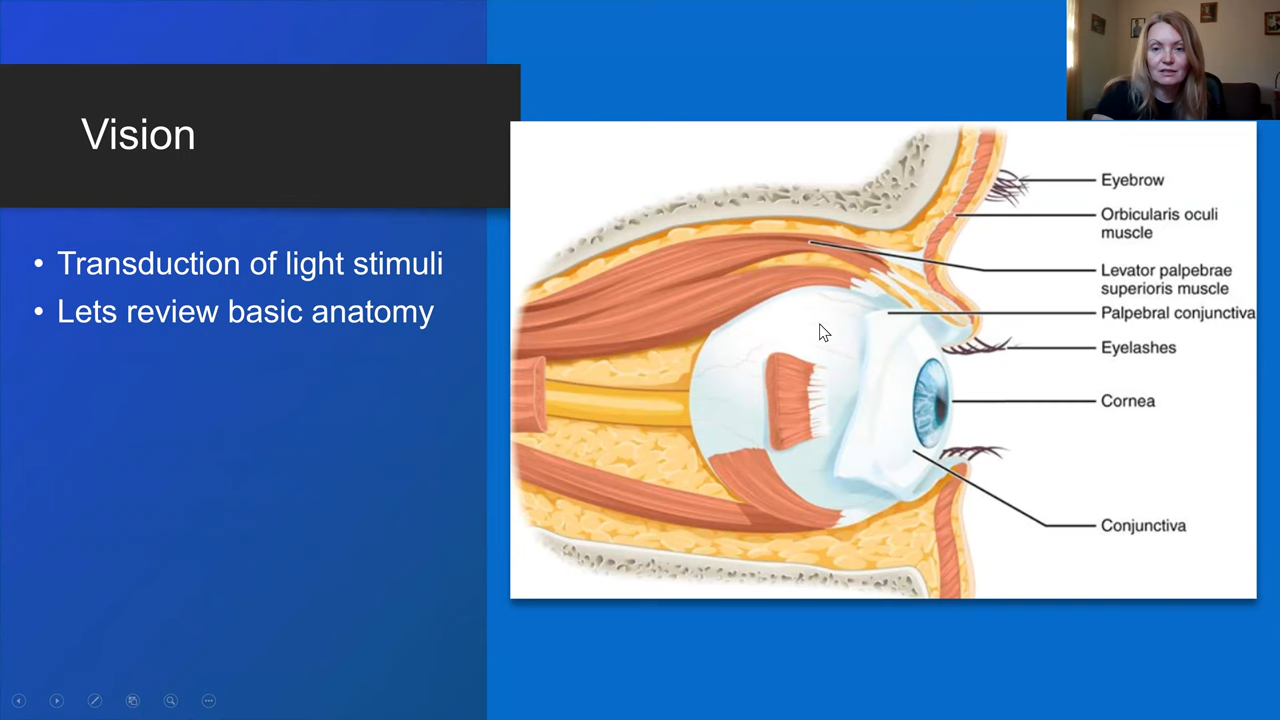 Vision
• Transduction of light stimuli
• Lets review basic anatomy
Eyebrow
Orbicularis oculi
muscle
Levator palpebrae
superioris muscle
Palpebral conjunctiva
Eyelashes
Cornea
Conjunctiva